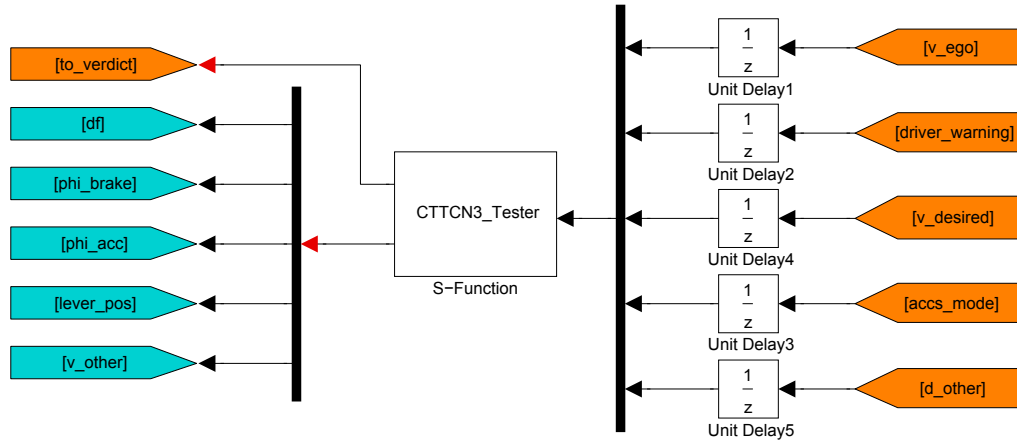 [to_verdict]
[df]
[phi_brake]
[phi_acc]
[lever_pos]
[v_other]
CTTCN3_Tester
S−Function
1
z
Unit Delay1
[v_ego]
1
z
Unit Delay2
[driver_warning]
1
z
Unit Delay4
[v_desired]
1
z
Unit Delay3
[accs_mode]
1
z
Unit Delay5
[d_other]